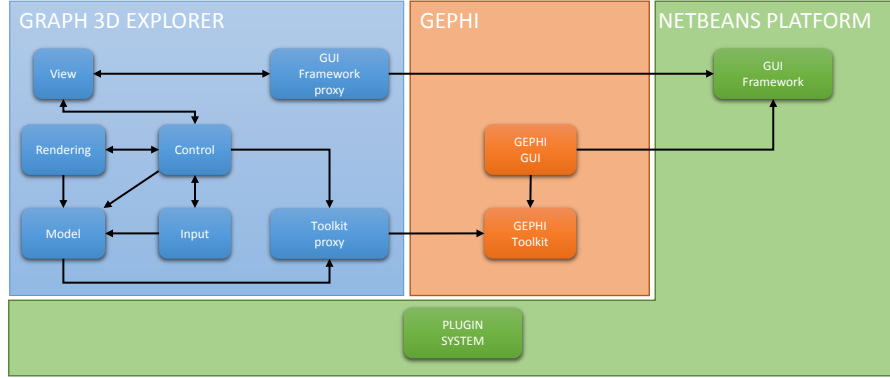 GRAPH 3D EXPLORER
GEPHI
NETBEANS PLATFORM
View
GUI
Framework
proxy
GUI
Framework
Rendering
Control
GEPHI
GUI
Model
Input
Toolkit
proxy
GEPHI
Toolkit
PLUGIN
SYSTEM